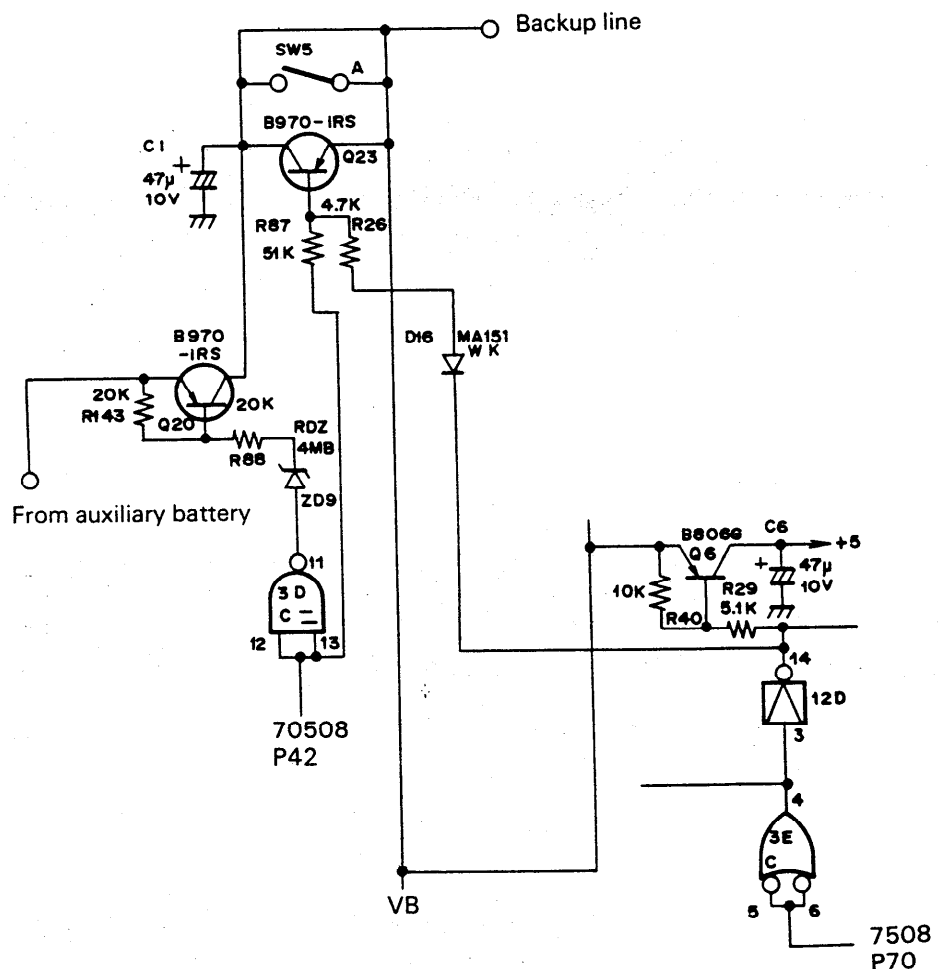 Backup line
SW5
A
B970-IRS
C1
Q23
+
47μ
10V
4.7K
R87
R26
51K
D16
MA151
WK
B970
-IRS
20K
R143
20K
Q20
RDZ
4MB
R88
ZD9
From auxiliary battery
11
3D
C
12
13
70508
P42
B806G
C6
Q6
+5
+
47μ
10V
10K
R29
5.1K
R40
14
12D
3
4
3E
C
5
6
VB
7508
P70